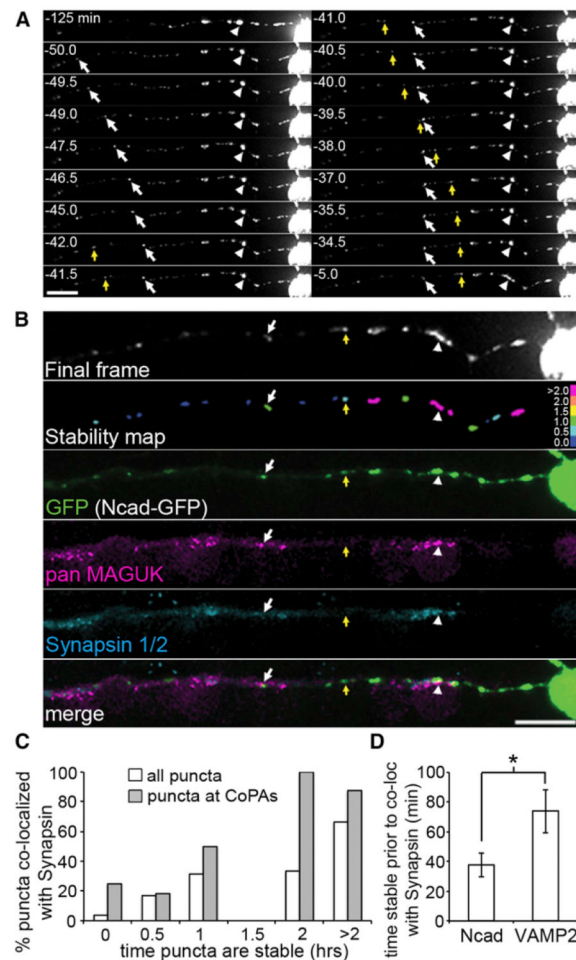 A
-125 min
-50.0
-49.5
-49.0
-47.5
-46.5
-45.0
-42.0
-41.5
-41.0
-40.5
-40.0
-39.5
-38.0
-37.0
-35.5
-34.5
-5.0
B
Final frame
Stability map
>2.0
2.0
1.5
1.0
0.5
0.0
GFP (Ncad-GFP)
pan MAGUK
Synapsin 1/2
merge
C
% puncta co-localized
with Synapsin
100
80
60
40
20
0
all puncta
puncta at CoPAs
0 0.5 1 1.5 2 >2
time puncta are stable (hrs)
D
time stable prior to co-loc
with Synapsin (min)
100
80
60
40
20
0
*
Ncad VAMP2